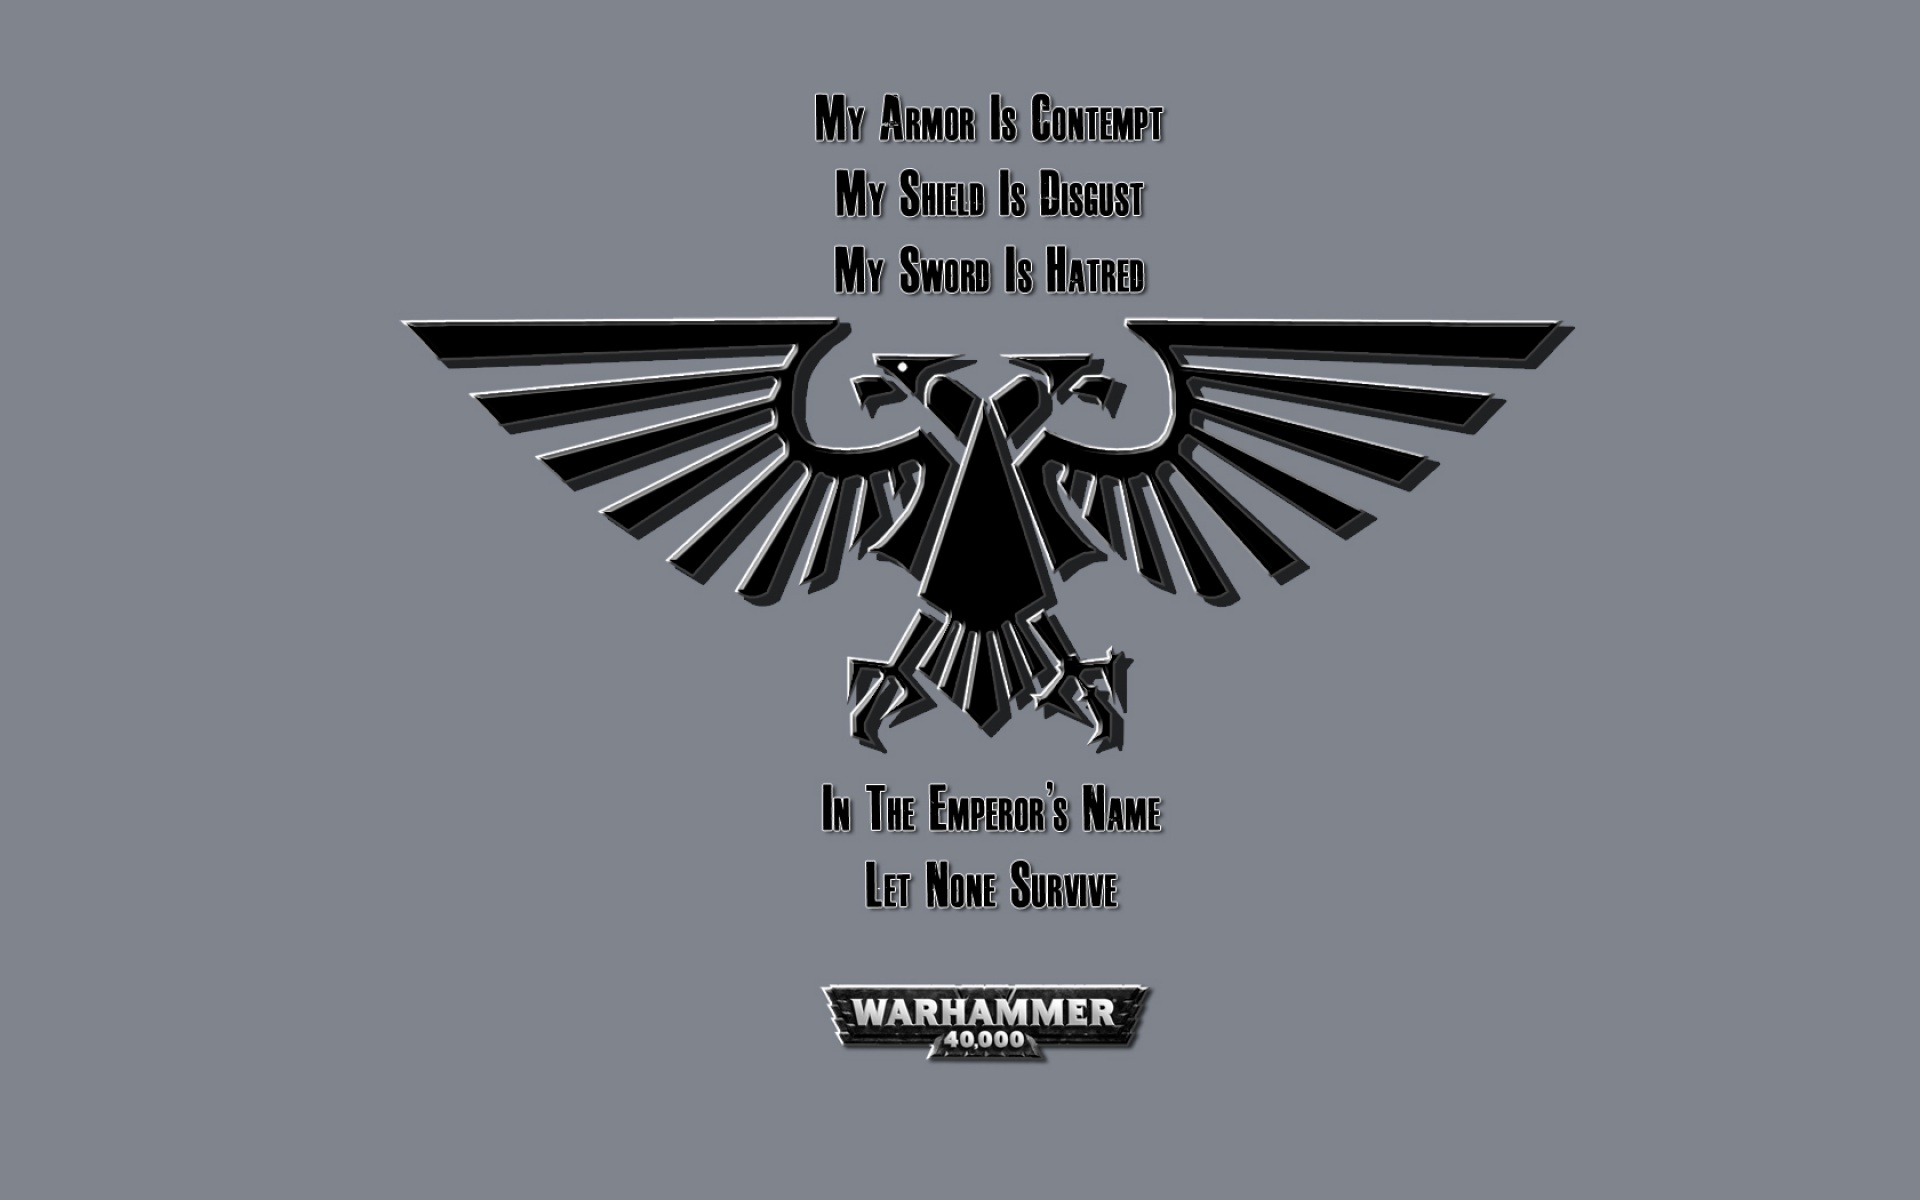 My Armor Is Contempt
My Shield Is Disgust
My Sword Is Hatred
In The Emperor's Name
Let None Survive
WARHAMMER
40,000